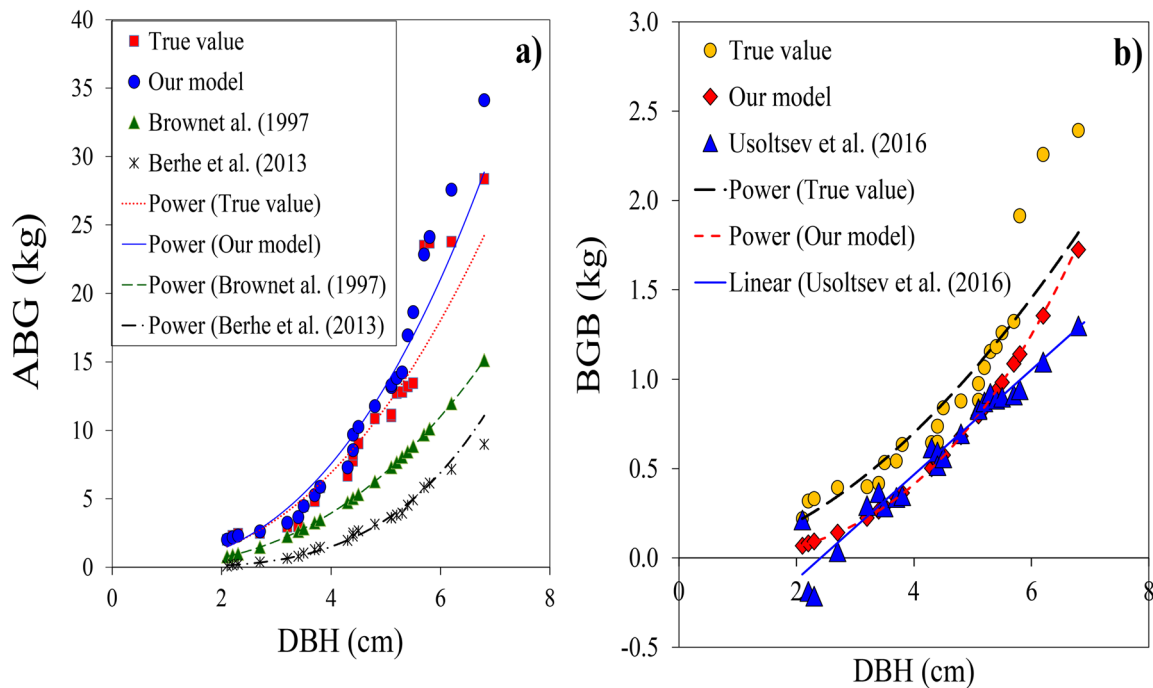 a)
True value
Our model
Brownet al. (1997
Berhe et al. (2013
Power (True value)
Power (Our model)
Power (Brownet al. (1997)
Power (Berhe et al. (2013)
40
35
30
25
20
15
10
5
0
0 2 4 6 8
ABG (kg)
DBH (cm)
b)
True value
Our model
Usoltsev et al. (2016
Power (True value)
Power (Our model)
Linear (Usoltsev et al. (2016)
3.0
2.5
2.0
1.5
1.0
0.5
0.0
-0.5
0 2 4 6 8
BGB (kg)
DBH (cm)